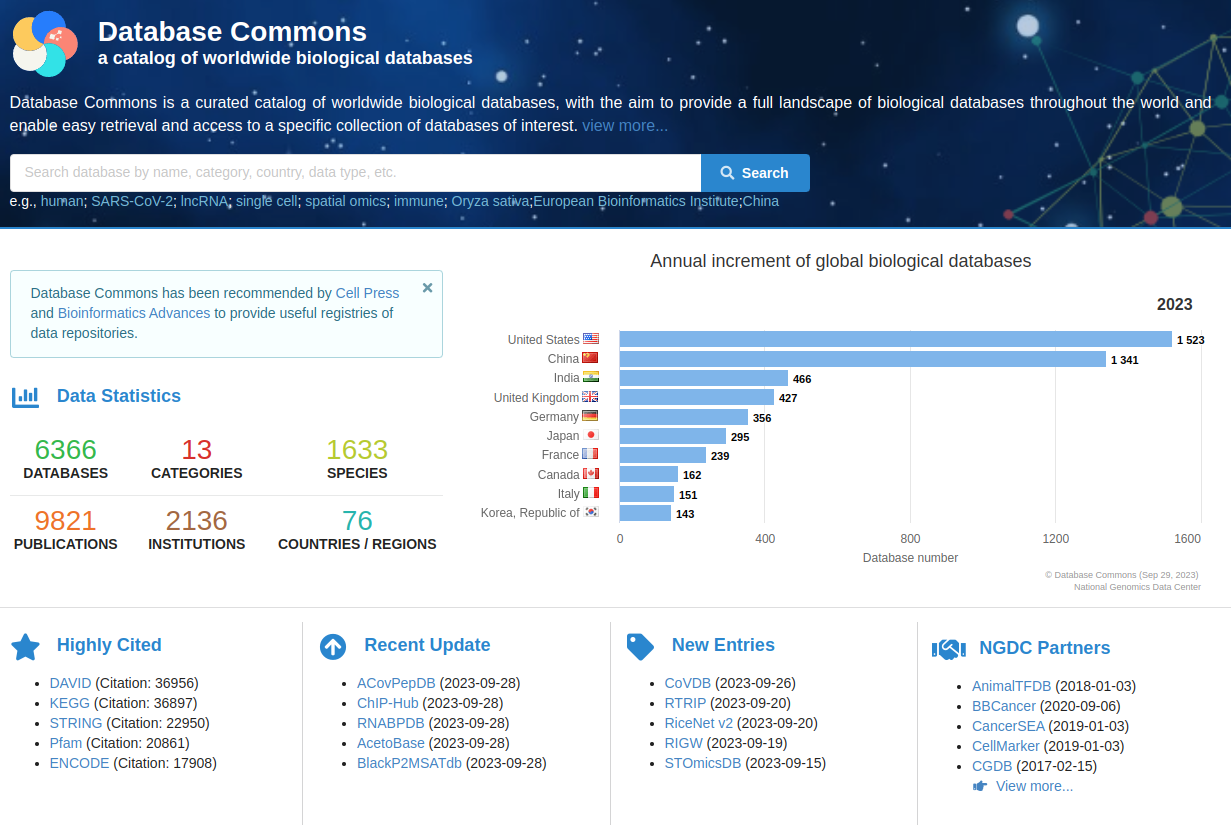 Database Commons
a catalog of worldwide biological databases
Database Commons is a curated catalog of worldwide biological databases, with the aim to provide a full landscape of biological databases throughout the world and
enable easy retrieval and access to a specific collection of databases of interest. view more...
Search database by name, category, country, data type, etc.
Search
e.g., human; SARS-CoV-2; lncRNA; single cell; spatial omics; immune; Oryza sativa;European Bioinformatics Institute;China
Database Commons has been recommended by Cell Press
and Bioinformatics Advances to provide useful registries of
data repositories.
×
Data Statistics
6366
DATABASES
13
CATEGORIES
1633
SPECIES
9821
PUBLICATIONS
2136
INSTITUTIONS
76
COUNTRIES / REGIONS
Annual increment of global biological databases
2023
United States 1 523
China 1 341
India 466
United Kingdom 427
Germany 356
Japan 295
France 239
Canada 162
Italy 151
Korea, Republic of 143
0 400 800 1200 1600
Database number
© Database Commons (Sep 29, 2023)
National Genomics Data Center
Highly Cited
DAVID (Citation: 36956)
KEGG (Citation: 36897)
STRING (Citation: 22950)
Pfam (Citation: 20861)
ENCODE (Citation: 17908)
Recent Update
ACovPepDB (2023-09-28)
ChIP-Hub (2023-09-28)
RNABPDB (2023-09-28)
AcetoBase (2023-09-28)
BlackP2MSATdb (2023-09-28)
New Entries
CoVDB (2023-09-26)
RTRIP (2023-09-20)
RiceNet v2 (2023-09-20)
RIGW (2023-09-19)
STOmicsDB (2023-09-15)
NGDC Partners
AnimalTFDB (2018-01-03)
BBCancer (2020-09-06)
CancerSEA (2019-01-03)
CellMarker (2019-01-03)
CGDB (2017-02-15)
View more...